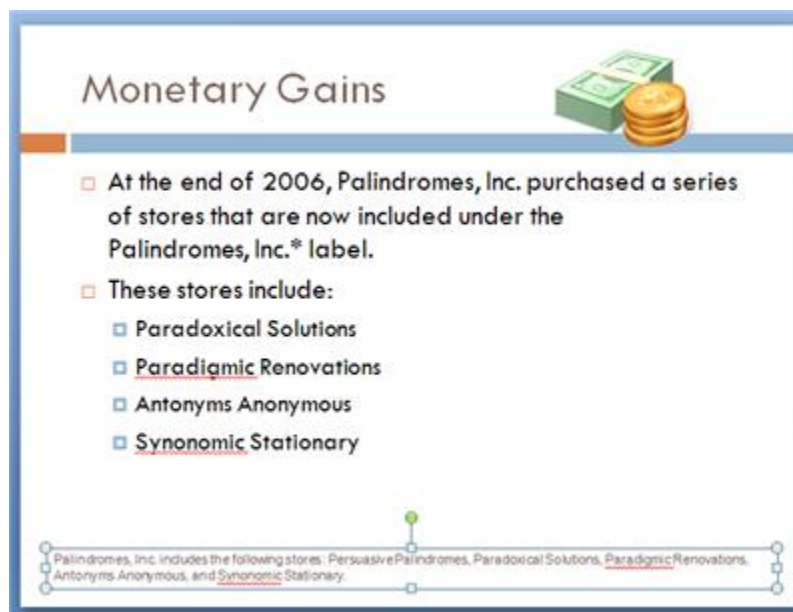 Monetary Gains
At the end of 2006, Palindromes, Inc. purchased a series
of stores that are now included under the
Palindromes, Inc.* label.
These stores include:
Paradoxical Solutions
Paradigmic Renovations
Antonyms Anonymous
Synonomic Stationary
Palindromes, Inc. includes the following stores: Persuasive Palindromes, Paradoxical Solutions, Paradigmic Renovations,
Antonyms Anonymous, and Synonomic Stationary.